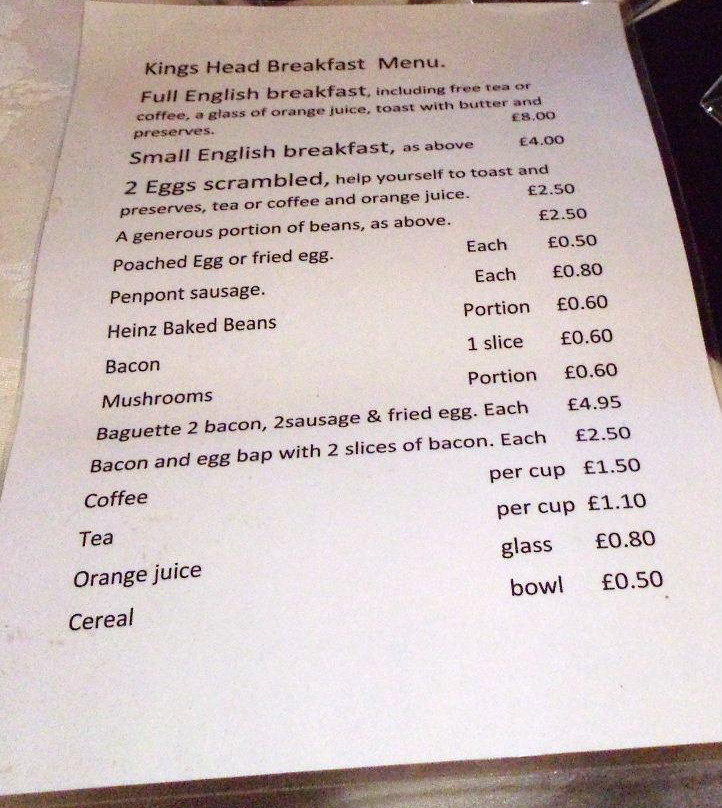 Kings Head Breakfast Menu.
Full English breakfast, including free tea or
coffee, a glass of orange juice, toast with butter and
preserves. £8.00
Small English breakfast, as above £4.00
2 Eggs scrambled, help yourself to toast and
preserves, tea or coffee and orange juice. £2.50
A generous portion of beans, as above. £2.50
Poached Egg or fried egg. Each £0.50
Penpont sausage. Each £0.80
Heinz Baked Beans Portion £0.60
Bacon 1 slice £0.60
Mushrooms Portion £0.60
Baguette 2 bacon, 2sausage & fried egg. Each £4.95
Bacon and egg bap with 2 slices of bacon. Each £2.50
Coffee per cup £1.50
Tea per cup £1.10
Orange juice glass £0.80
Cereal bowl £0.50